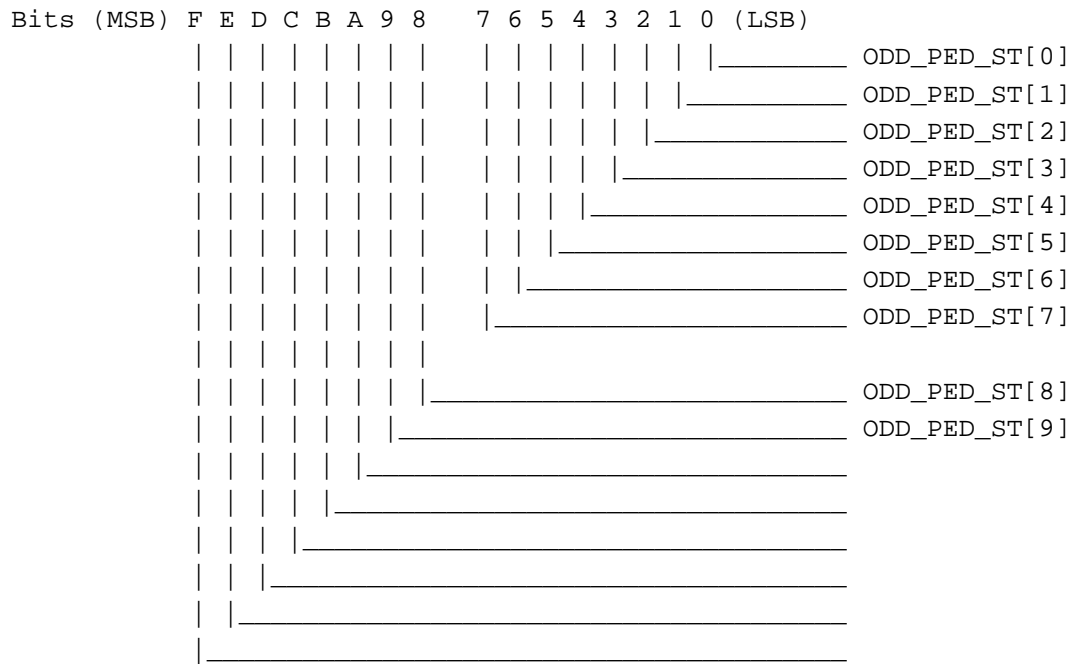 Bits (MSB) F E D C B A 9 8 7 6 5 4 3 2 1 0 (LSB)
ODD_PED_ST[0]
ODD_PED_ST[1]
ODD_PED_ST[2]
ODD_PED_ST[3]
ODD_PED_ST[4]
ODD_PED_ST[5]
ODD_PED_ST[6]
ODD_PED_ST[7]
ODD_PED_ST[8]
ODD_PED_ST[9]